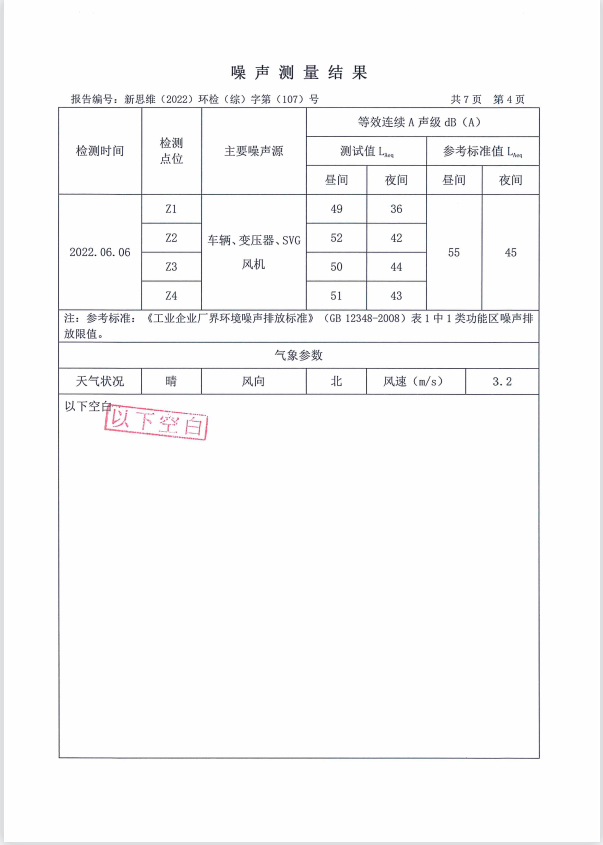 噪声测量结果
报告编号：新思维（2022）环检（综）字第（107）号 共 7 页 第 4 页
检测时间 检测点位 主要噪声源 等效连续 A 声级 dB（A）
测试值 LAeq 参考标准值 LAeq
昼间 夜间 昼间 夜间
2022.06.06 车辆、变压器、SVG 风机 55 45
Z1 49 36
Z2 52 42
Z3 50 44
Z4 51 43
注：参考标准：《工业企业厂界环境噪声排放标准》（GB 12348-2008）表 1 中 1 类功能区噪声排
放限值。
气象参数
天气状况 晴 风向 北 风速（m/s） 3.2
以下空白
以下空白